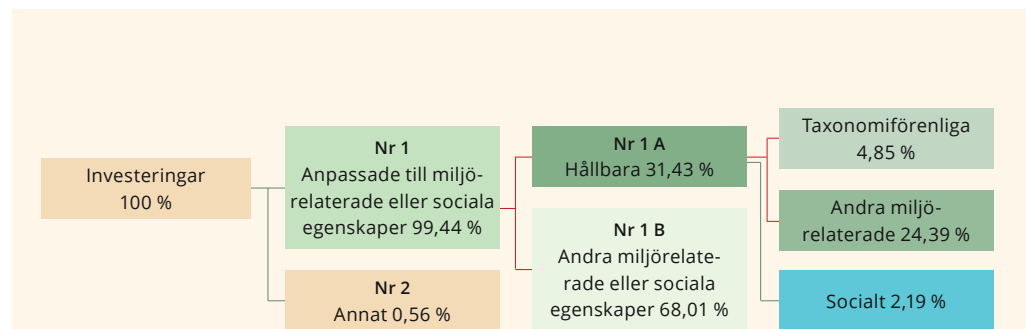 Investeringar
100 %
Nr 1
Anpassade till miljö-
relaterade eller sociala
egenskaper 99,44 %
Nr 2
Annat 0,56 %
Nr 1 A
Hållbara 31,43 %
Nr 1 B
Andra miljörelate-
rade eller sociala
egenskaper 68,01 %
Taxonomiförenliga
4,85 %
Andra miljö-
relaterade 24,39 %
Socialt 2,19 %